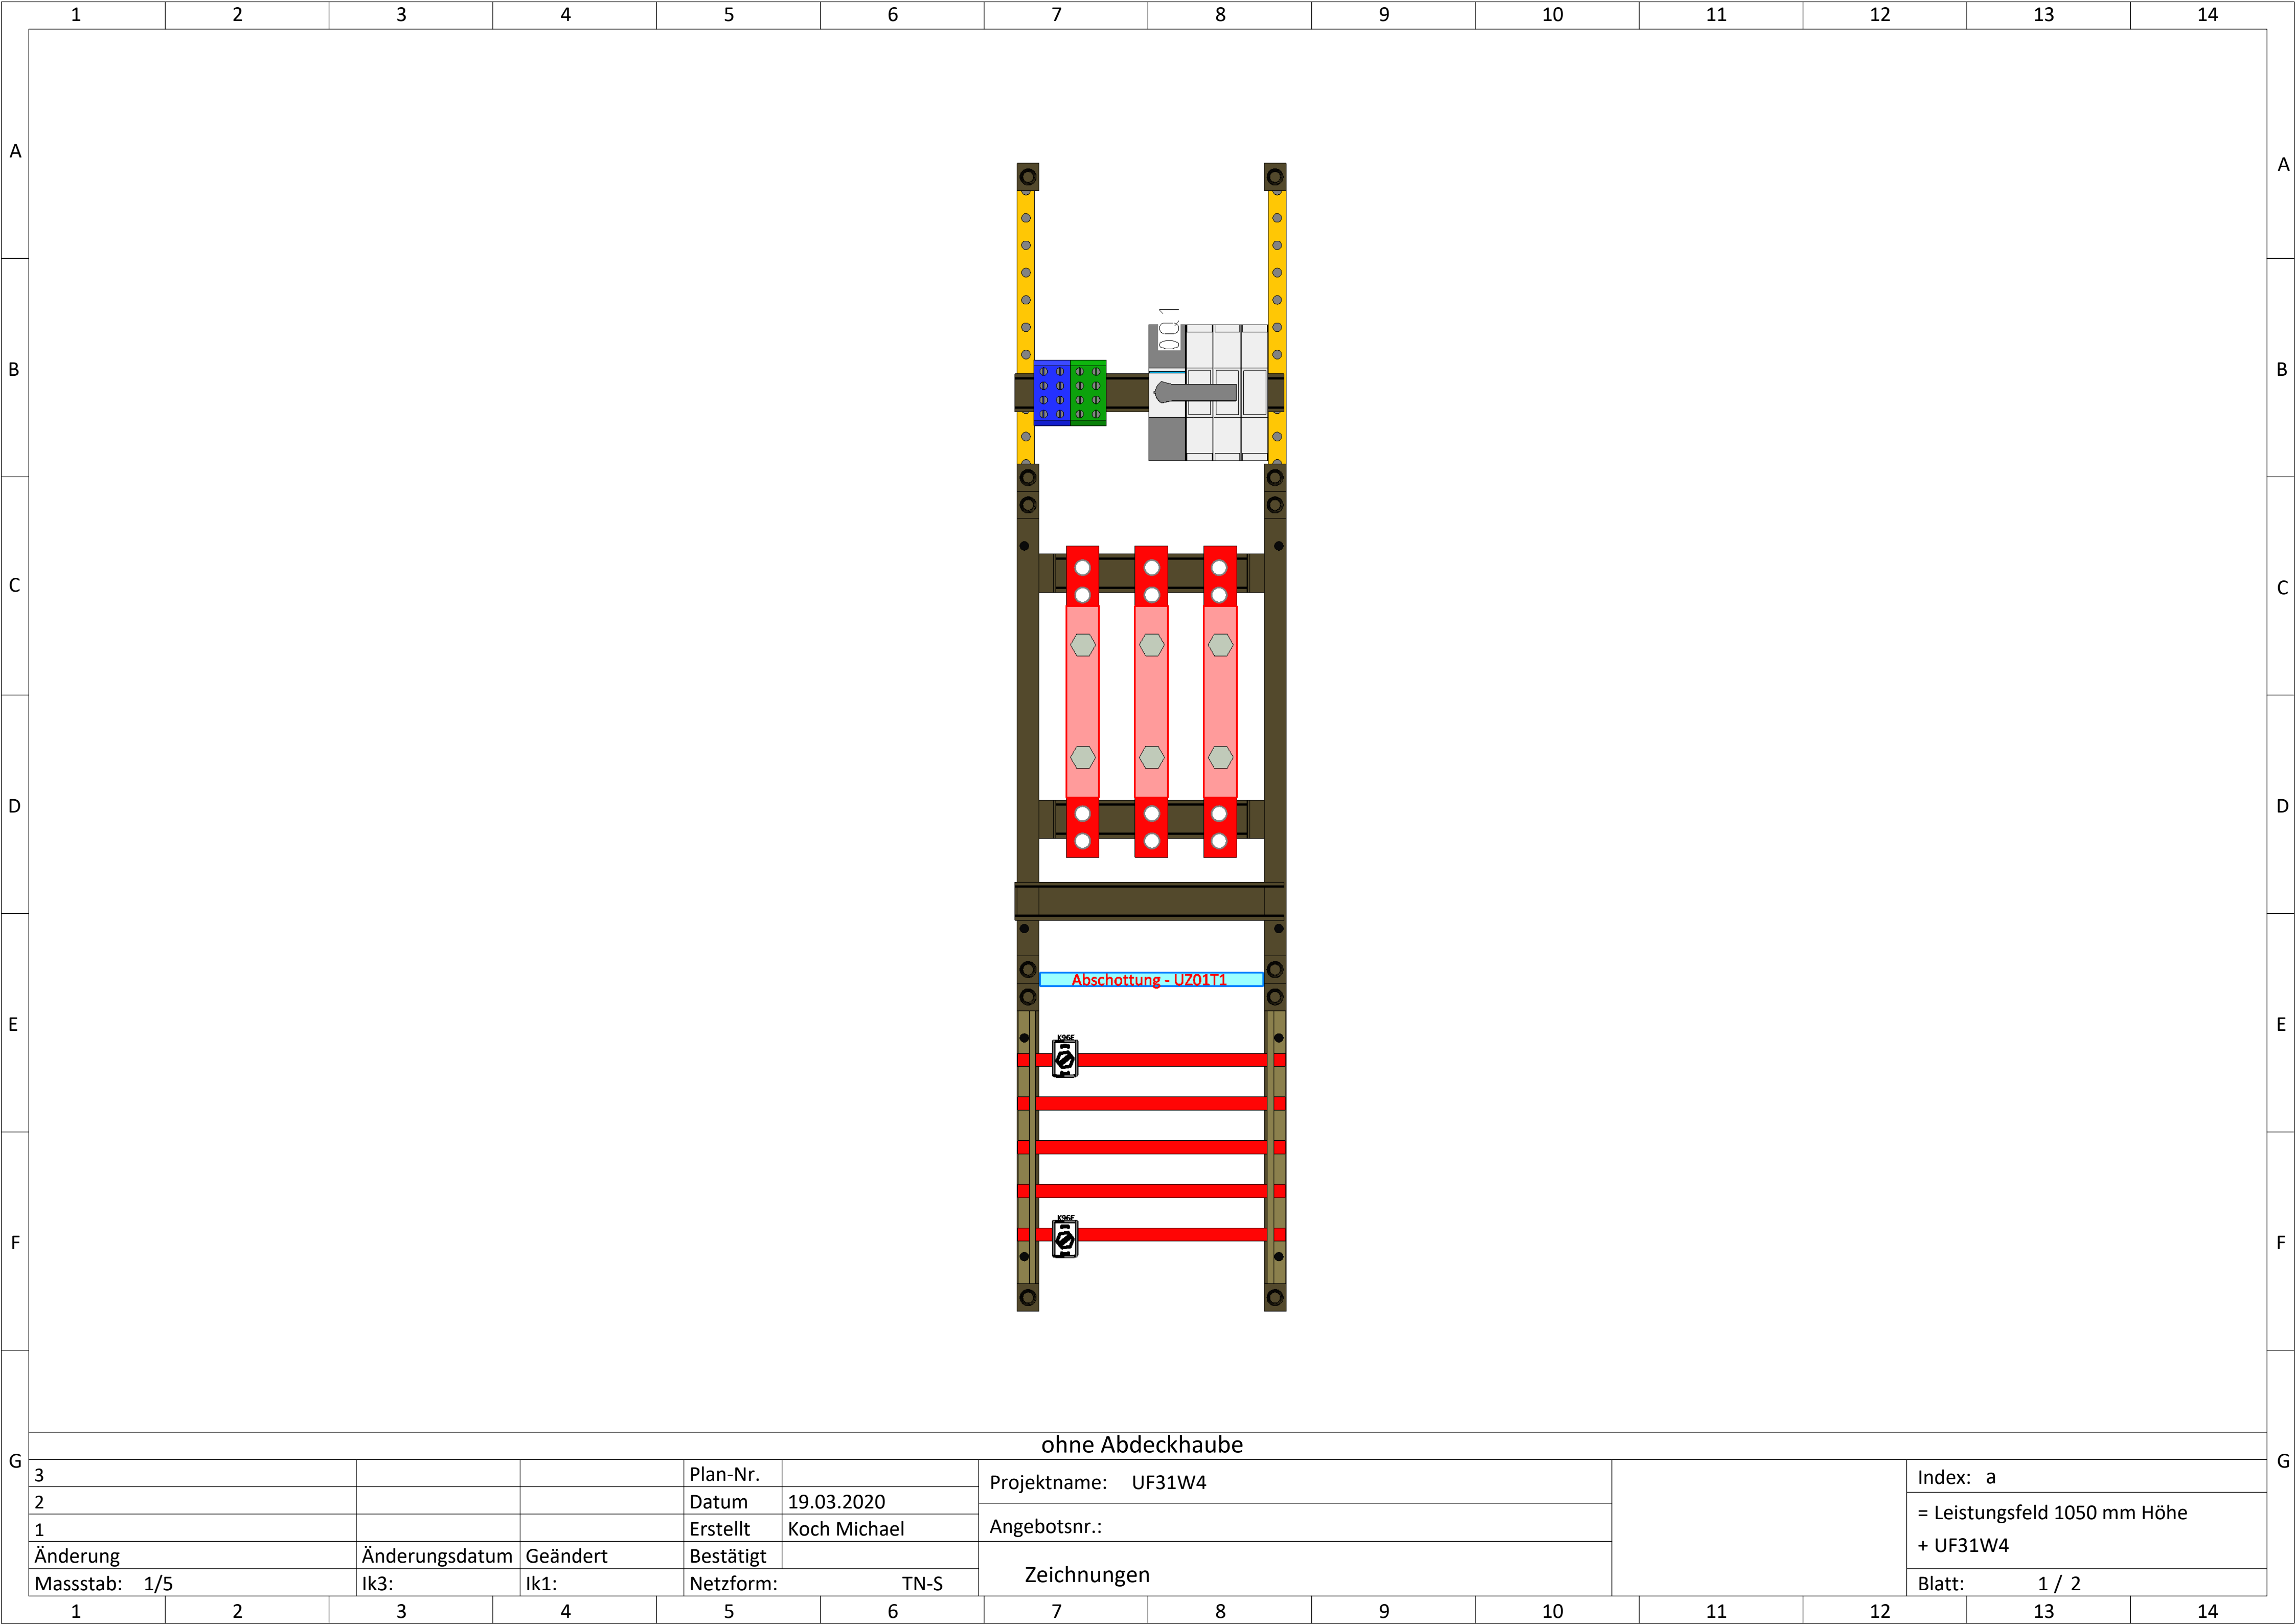 1 2 3 4 5 6 7 8 9 10 11 12 13 14
A A
0Q1
B B
C C
D D
Abschottung - UZ01T1
E E
K96F
K96F
F F
G G
ohne Abdeckhaube
3 Plan-Nr. Projektname: UF31W4 Index: a
2 Datum 19.03.2020 = Leistungsfeld 1050 mm Höhe
1 Erstellt Koch Michael Angebotsnr.: + UF31W4
Änderung Änderungsdatum Geändert Bestätigt Zeichnungen
Massstab: 1/5 Ik3: Ik1: Netzform: TN-S Blatt: 1 / 2
1 2 3 4 5 6 7 8 9 10 11 12 13 14